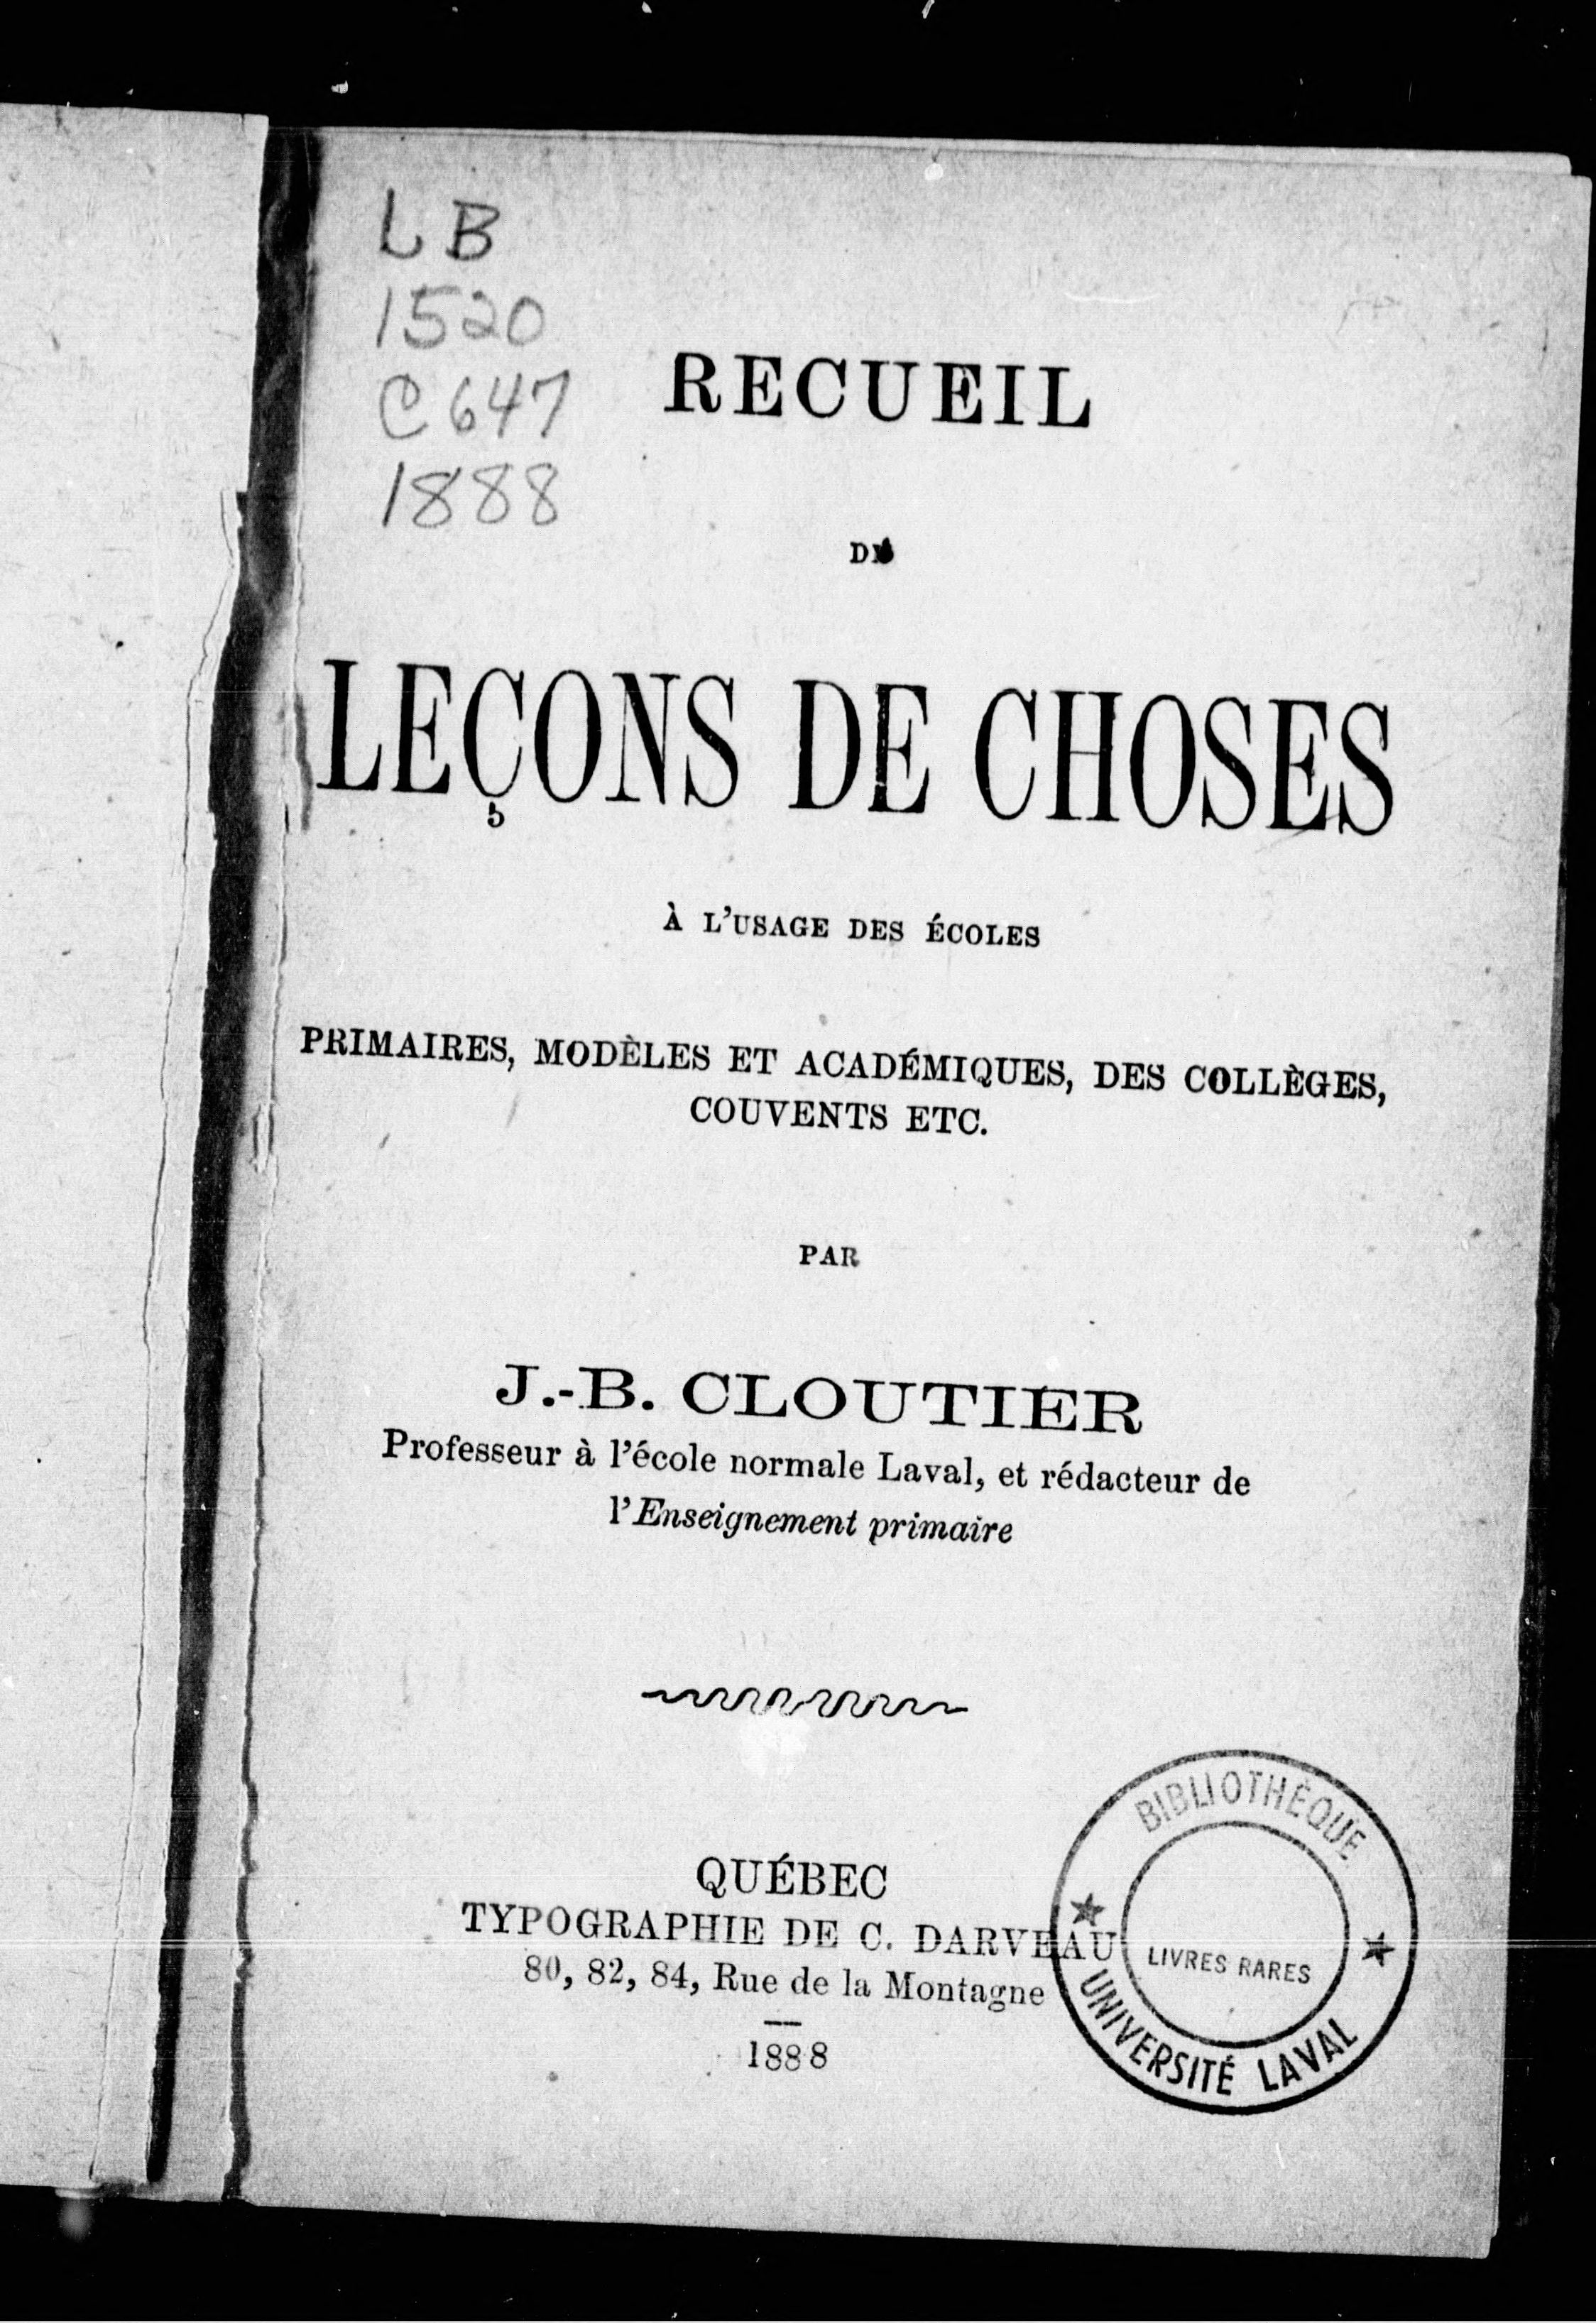 LB
1520
C647
1888
RECUEIL
DE
LEÇONS DE CHOSES
À L'USAGE DES ÉCOLES
PRIMAIRES, MODÈLES ET ACADÉMIQUES, DES COLLÈGES,
COUVENTS ETC.
PAR
J.-B. CLOUTIER
Professeur à l'école normale Laval, et rédacteur de
l'Enseignement primaire
QUÉBEC
TYPOGRAPHIE DE C. DARVEAU
80, 82, 84, Rue de la Montagne
1888
BIBLIOTHÈQUE
LIVRES RARES
UNIVERSITÉ LAVAL